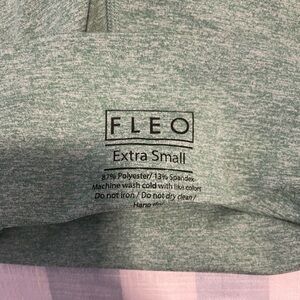 FLEO
Extra Small
87% Polyester/ 13% Spandex
Machine wash cold with like colors
Do not iron / Do not dry clean /
Hang